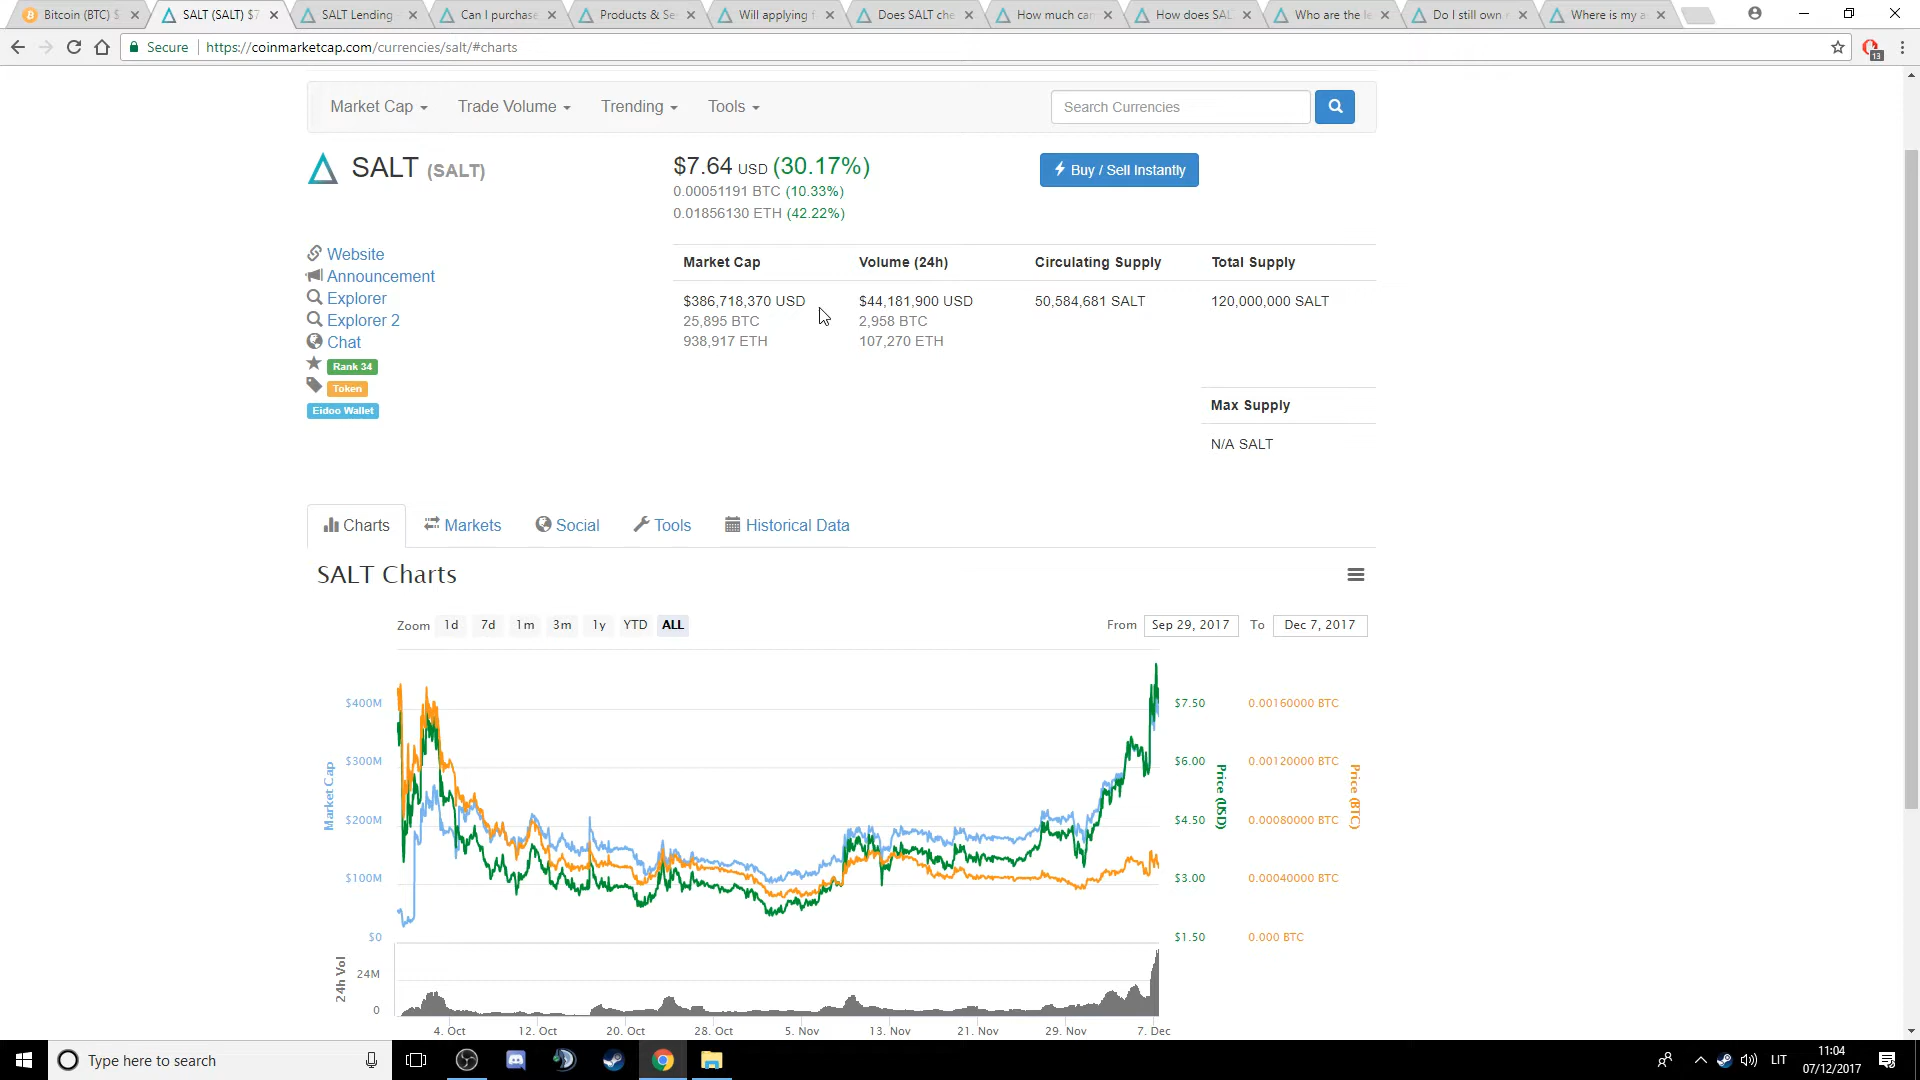 Bitcoin (BTC) $
SALT (SALT) $7
SALT Lending
Can I purchase
Products & Se
Will applying f
Does SALT che
How much can
How does SAL
Who are the le
Do I still own
Where is my a
Secure
https://coinmarketcap.com/currencies/salt/#charts
13
Market Cap
Trade Volume
Trending
Tools
Search Currencies
SALT (SALT)
$7.64 USD (30.17%)
0.00051191 BTC (10.33%)
0.01856130 ETH (42.22%)
Buy / Sell Instantly
Website
Announcement
Explorer
Explorer 2
Chat
Rank 34
Token
Eidoo Wallet
Market Cap
Volume (24h)
Circulating Supply
Total Supply
$386,718,370 USD
$44,181,900 USD
50,584,681 SALT
120,000,000 SALT
25,895 BTC
2,958 BTC
938,917 ETH
107,270 ETH
Max Supply
N/A SALT
Charts
Markets
Social
Tools
Historical Data
SALT Charts
Zoom 1d 7d 1m 3m 1y YTD ALL
From Sep 29, 2017 To Dec 7, 2017
Market Cap
$400M
$300M
$200M
$100M
$0
$7.50
$6.00
$4.50
$3.00
$1.50
Price (USD)
0.00160000 BTC
0.00120000 BTC
0.00080000 BTC
0.00040000 BTC
0.000 BTC
Price (BTC)
24h Vol
24M
0
4. Oct 12. Oct 20. Oct 28. Oct 5. Nov 13. Nov 21. Nov 29. Nov 7. Dec
Type here to search
LIT
11:04
07/12/2017